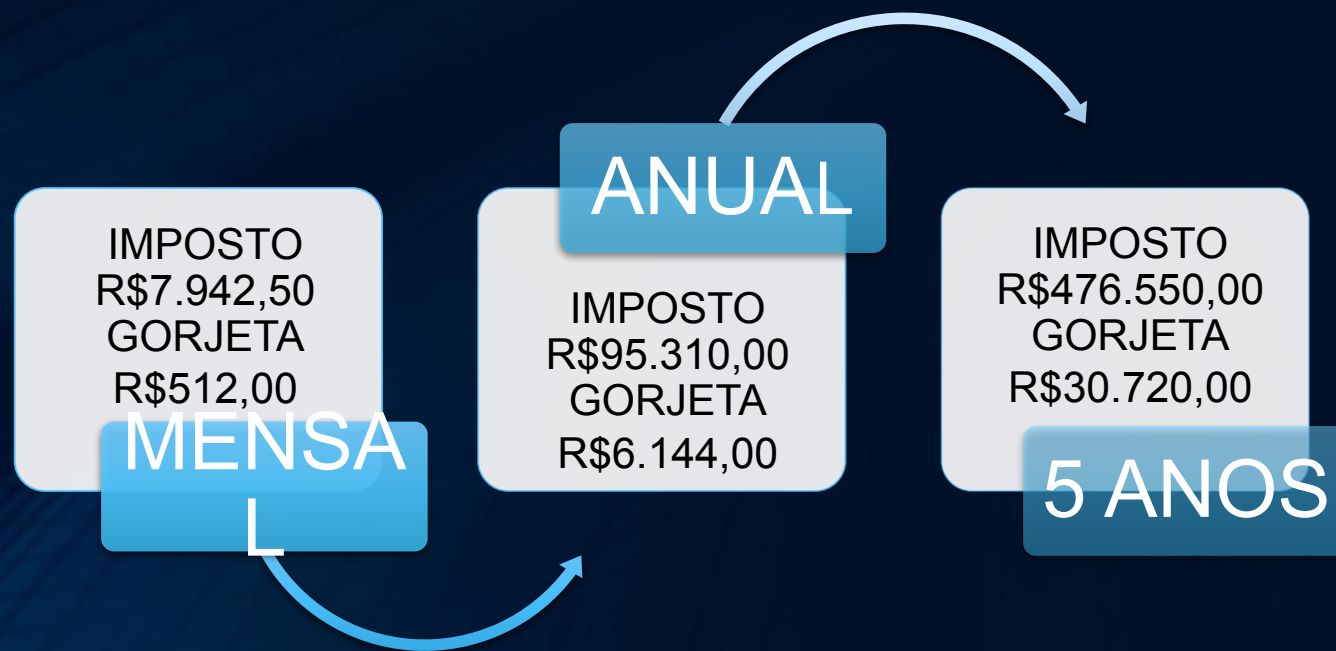 IMPOSTO
R$7.942,50
GORJETA
R$512,00
MENSA
L
ANUAL
IMPOSTO
R$95.310,00
GORJETA
R$6.144,00
IMPOSTO
R$476.550,00
GORJETA
R$30.720,00
5 ANOS